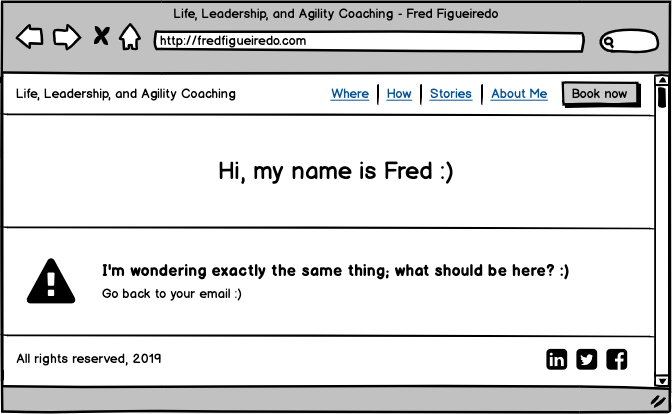 Life, Leadership, and Agility Coaching - Fred Figueiredo
http://fredfigueiredo.com
Life, Leadership, and Agility Coaching Where How Stories About Me Book now
Hi, my name is Fred :)
I'm wondering exactly the same thing; what should be here? :)
Go back to your email :)
All rights reserved, 2019